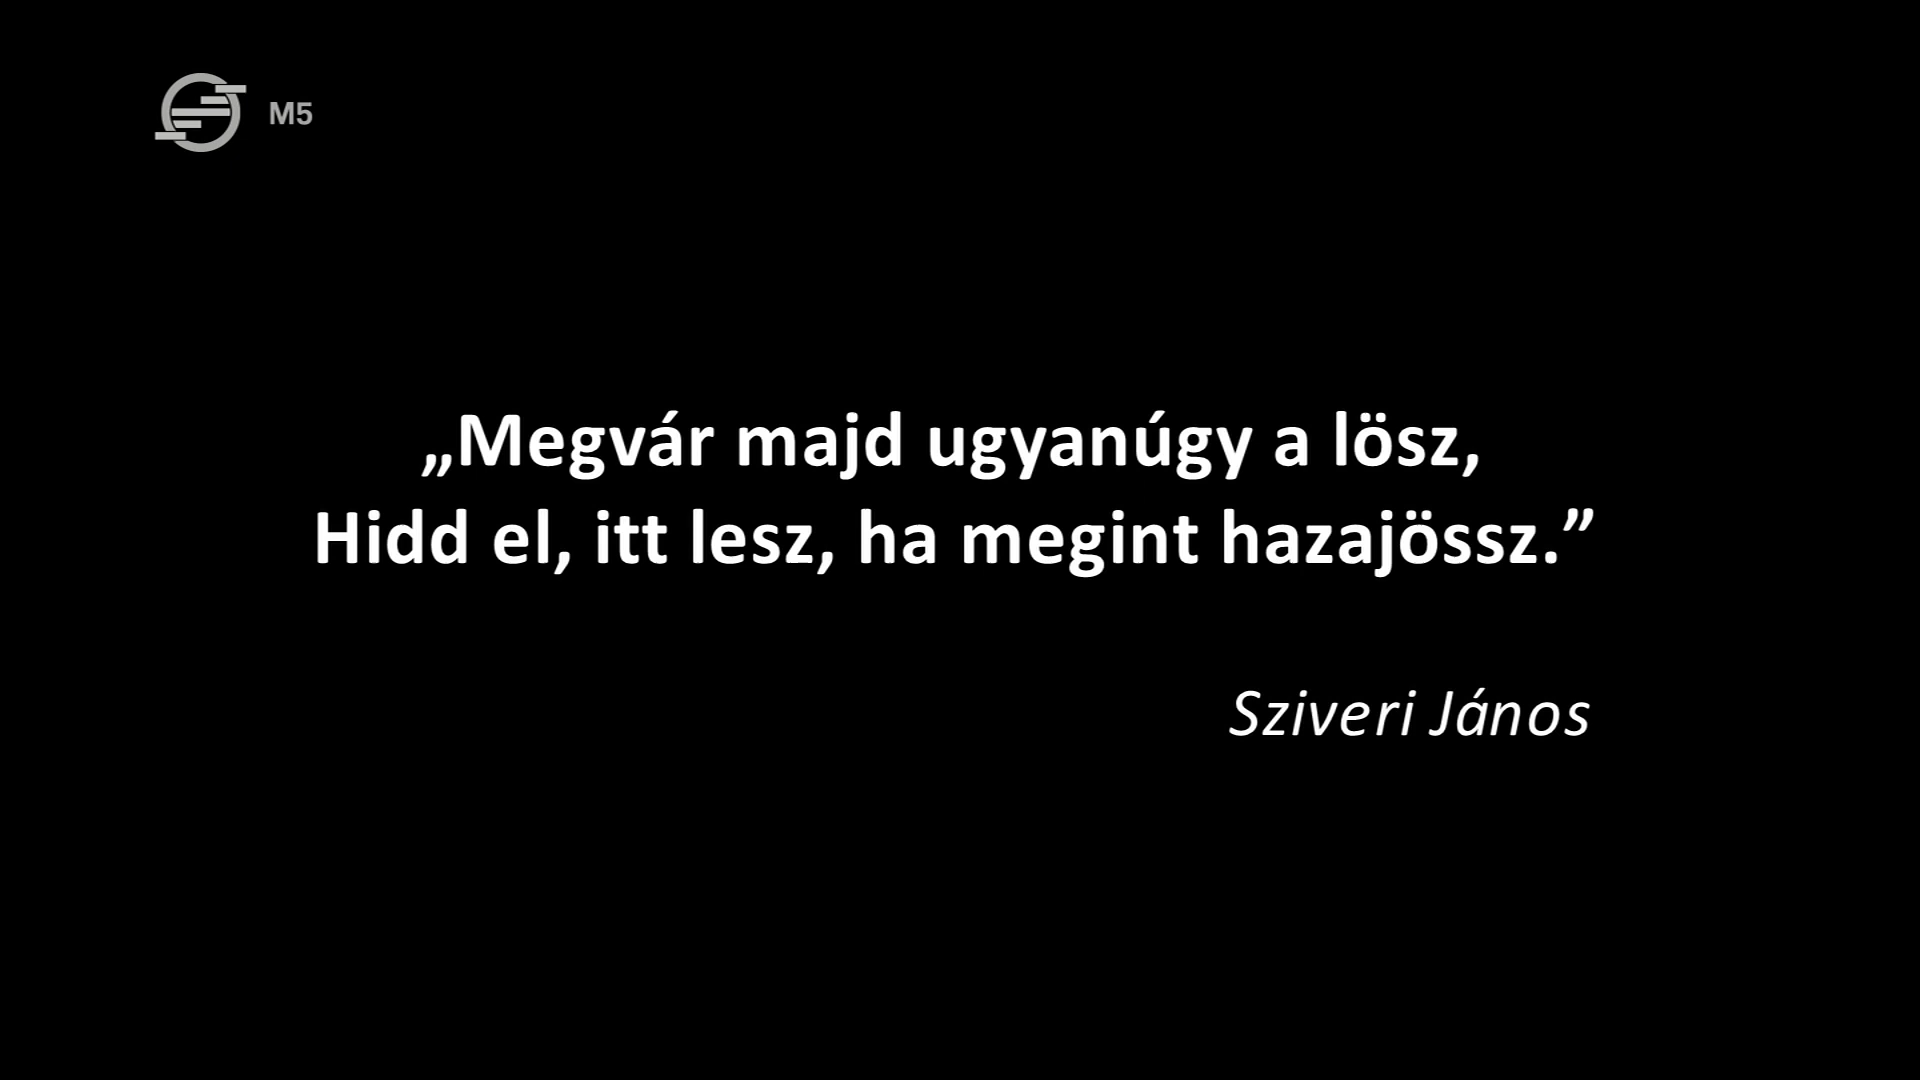 M5
„Megvár majd ugyanúgy a lösz,
Hidd el, itt lesz, ha megint hazajössz.”
Sziveri János